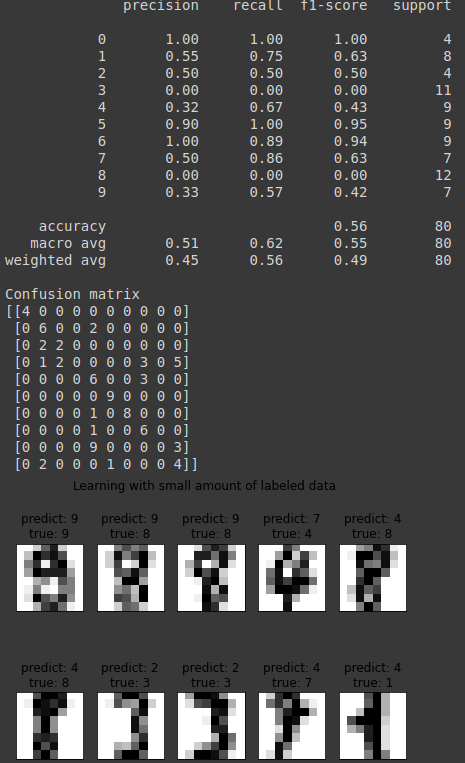 precision recall f1-score support
0 1.00 1.00 1.00 4
1 0.55 0.75 0.63 8
2 0.50 0.50 0.50 4
3 0.00 0.00 0.00 11
4 0.32 0.67 0.43 9
5 0.90 1.00 0.95 9
6 1.00 0.89 0.94 9
7 0.50 0.86 0.63 7
8 0.00 0.00 0.00 12
9 0.33 0.57 0.42 7
accuracy 0.56 80
macro avg 0.51 0.62 0.55 80
weighted avg 0.45 0.56 0.49 80
Confusion matrix
[[4 0 0 0 0 0 0 0 0 0]
[0 6 0 0 2 0 0 0 0 0]
[0 2 2 0 0 0 0 0 0 0]
[0 1 2 0 0 0 0 3 0 5]
[0 0 0 0 6 0 0 3 0 0]
[0 0 0 0 0 9 0 0 0 0]
[0 0 0 0 1 0 8 0 0 0]
[0 0 0 0 1 0 0 6 0 0]
[0 0 0 0 9 0 0 0 0 3]
[0 2 0 0 0 1 0 0 0 4]]
Learning with small amount of labeled data
predict: 9 predict: 9 predict: 9 predict: 7 predict: 4
true: 9 true: 8 true: 8 true: 4 true: 8
predict: 4 predict: 2 predict: 2 predict: 4 predict: 4
true: 8 true: 3 true: 3 true: 7 true: 1